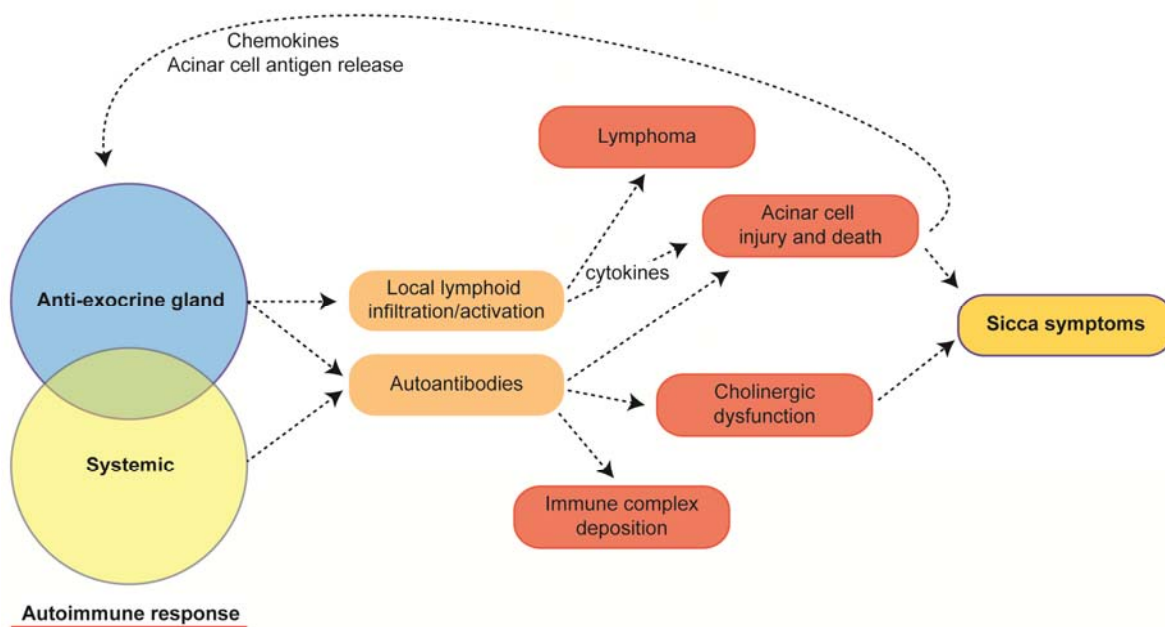 Chemokines
Acinar cell antigen release
Lymphoma
Acinar cell
injury and death
cytokines
Local lymphoid
infiltration/activation
Anti-exocrine gland
Sicca symptoms
Autoantibodies
Cholinergic
dysfunction
Systemic
Immune complex
deposition
Autoimmune response